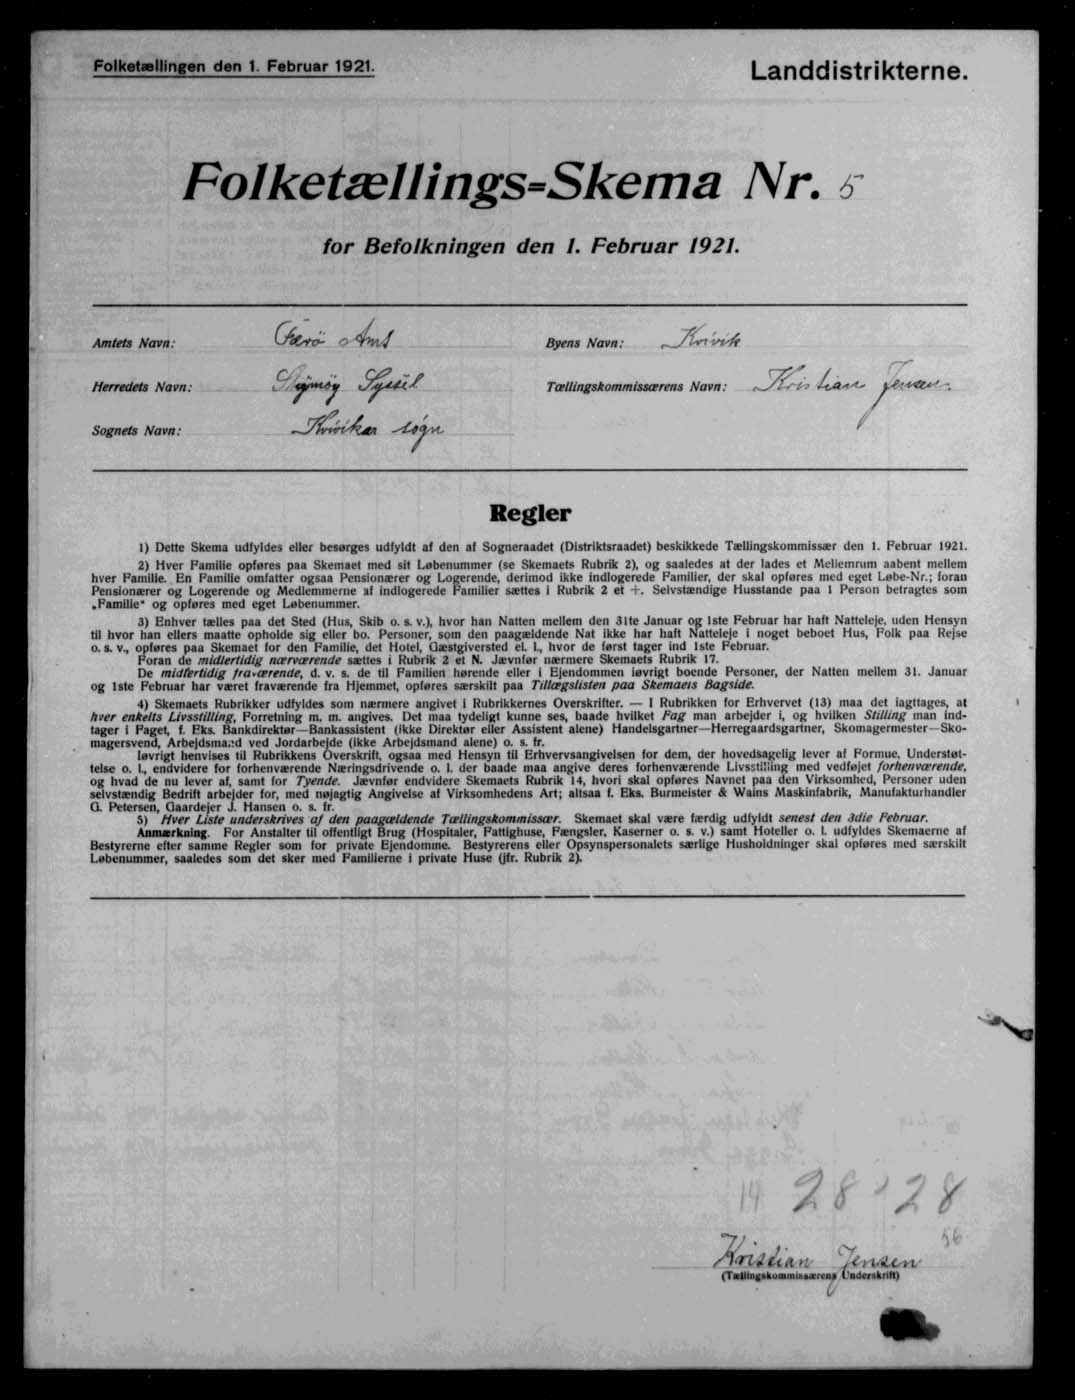 Folketællingen den 1. Februar 1921.
Landdistrikterne.
Folketællings=Skema Nr. 5
for Befolkningen den 1. Februar 1921.
Amtets Navn: Færö Amt
Byens Navn: Kvivik
Herredets Navn: Syssel
Tællingskommissærens Navn: Kristian Jensen.
Sognets Navn: Kvivikar sógn
Regler
1) Dette Skema udfyldes eller besørges udfyldt af den af Sogneraadet (Distriktsraadet) beskikkede Tællingskommissær den 1. Februar 1921.
2) Hver Familie opføres paa Skemaet med sit Løbenummer (se Skemaets Rubrik 2), og saaledes at der lades et Mellemrum aabent mellem
hver Familie. En Familie omfatter ogsaa Pensionærer og Logerende, derimod ikke indlogerede Familier, der skal opføres med eget Løbe-Nr.; foran
Pensionærer og Logerende og Medlemmerne af indlogerede Familier sættes i Rubrik 2 et +. Selvstændige Husstande paa 1 Person betragtes som
„Familie" og opføres med eget Løbenummer.
3) Enhver tælles paa det Sted (Hus, Skib o. s. v.), hvor han Natten mellem den 31te Januar og 1ste Februar har haft Natteleje, uden Hensyn
til hvor han ellers maatte opholde sig eller bo. Personer, som den paagældende Nat ikke har haft Natteleje i noget beboet Hus, Folk paa Rejse
o. s. v., opføres paa Skemaet for den Familie, det Hotel, Gæstgiversted el. l., hvor de først tager ind 1ste Februar.
Foran de midlertidig nærværende sættes i Rubrik 2 et N. Jævnfør nærmere Skemaets Rubrik 17.
De midlertidig fraværende, d. v. s. de til Familien hørende eller i Ejendommen iøvrigt boende Personer, der Natten mellem 31. Januar
og 1ste Februar har været fraværende fra Hjemmet, opføres særskilt paa Tillægslisten paa Skemaets Bagside.
4) Skemaets Rubrikker udfyldes som nærmere angivet i Rubrikkernes Overskrifter. — I Rubrikken for Erhvervet (13) maa det iagttages, at
hver enkelts Livsstilling, Forretning m. m. angives. Det maa tydeligt kunne ses, baade hvilket Fag man arbejder i, og hvilken Stilling man ind-
tager i Faget, f. Eks. Bankdirektør—Bankassistent (ikke Direktør eller Assistent alene) Handelsgartner—Herregaardsgartner, Skomagermester—Sko-
magersvend, Arbejdsmand ved Jordarbejde (ikke Arbejdsmand alene) o. s. fr.
Iøvrigt henvises til Rubrikkens Overskrift, ogsaa med Hensyn til Erhvervsangivelsen for dem, der hovedsagelig lever af Formue, Understøt-
telse o. l., endvidere for forhenværende Næringsdrivende o. l. der baade maa angive deres forhenværende Livsstilling med vedføjet forhenværende,
og hvad de nu lever af, samt for Tyende. Jævnfør endvidere Skemaets Rubrik 14, hvori skal opføres Navnet paa den Virksomhed, Personer uden
selvstændig Bedrift arbejder for, med nøjagtig Angivelse af Virksomhedens Art; altsaa f. Eks. Burmeister & Wains Maskinfabrik, Manufakturhandler
G. Petersen, Gaardejer J. Hansen o. s. fr.
5) Hver Liste underskrives af den paagældende Tællingskommissær. Skemaet skal være færdig udfyldt senest den 3die Februar.
Anmærkning. For Anstalter til offentligt Brug (Hospitaler, Fattighuse, Fængsler, Kaserner o. s. v.) samt Hoteller o. l. udfyldes Skemaerne af
Bestyrerne efter samme Regler som for private Ejendomme. Bestyrerens eller Opsynspersonalets særlige Husholdninger skal opføres med særskilt
Løbenummer, saaledes som det sker med Familierne i private Huse (jfr. Rubrik 2).
14 28 + 28
56
Kristian Jensen
(Tællingskommissærens Underskrift)